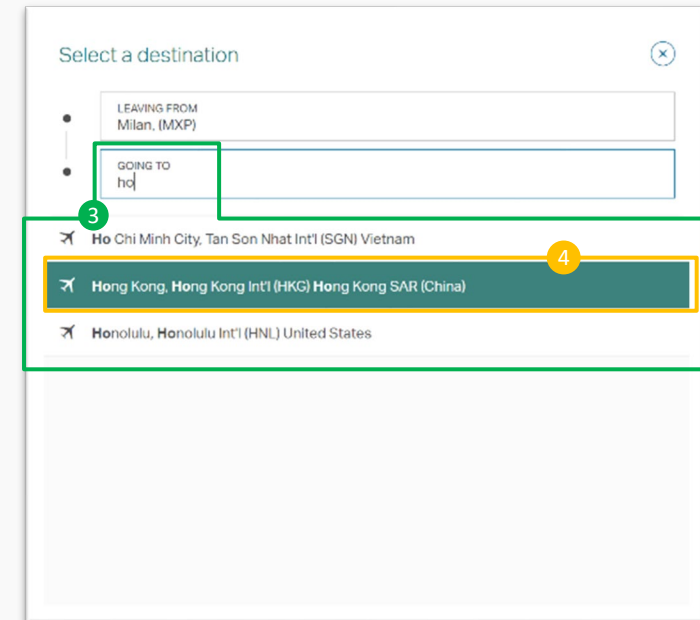 Select a destination
LEAVING FROM
Milan, (MXP)
GOING TO
ho
3
Ho Chi Minh City, Tan Son Nhat Int'l (SGN) Vietnam
4
Hong Kong, Hong Kong Int'l (HKG) Hong Kong SAR (China)
Honolulu, Honolulu Int'l (HNL) United States